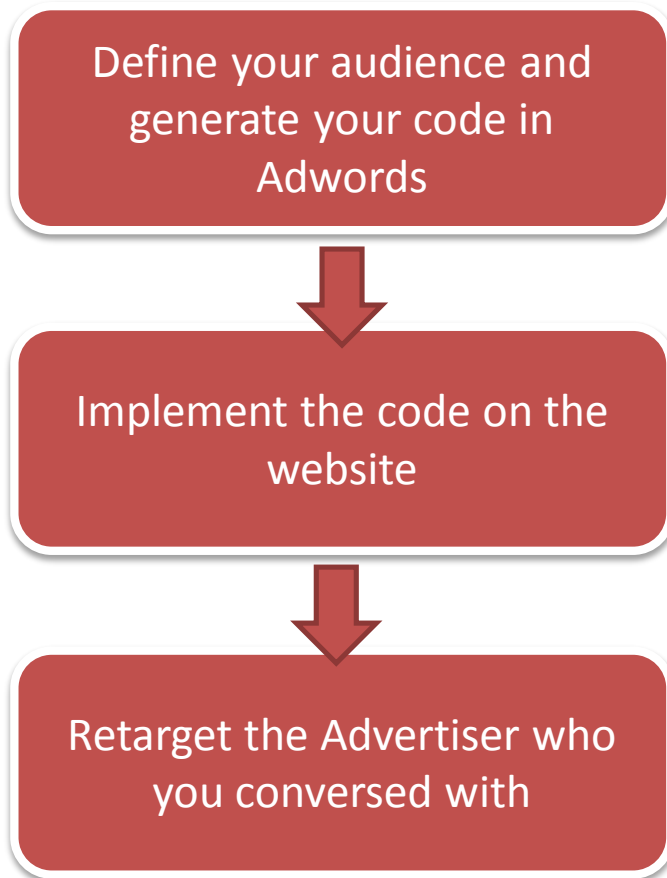 Define your audience and
generate your code in
Adwords
Implement the code on the
website
Retarget the Advertiser who
you conversed with